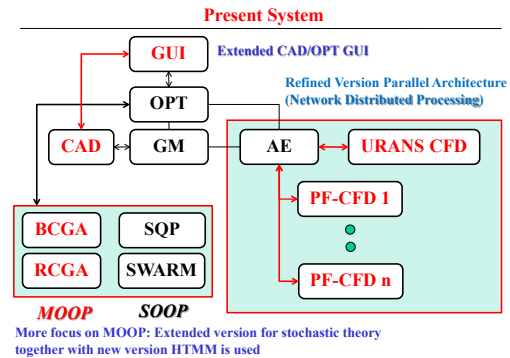 Present System
GUI
Extended CAD/OPT GUI
Refined Version Parallel Architecture
(Network Distributed Processing)
OPT
CAD
GM
AE
URANS CFD
PF-CFD 1
BCGA
SQP
RCGA
SWARM
PF-CFD n
MOOP
SOOP
More focus on MOOP: Extended version for stochastic theory
together with new version HTMM is used